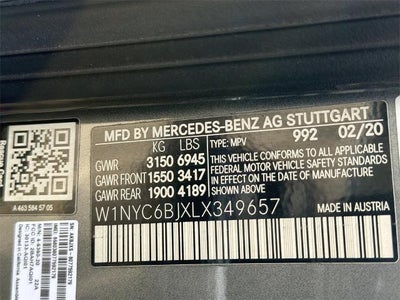 MFD BY MERCEDES-BENZ AG STUTTGART
KG LBS TYPE: MPV 992 02/20
GVWR 3150 6945
GAWR FRONT 1550 3417
GAWR REAR 1900 4189
THIS VEHICLE CONFORMS TO ALL APPLICABLE
FEDERAL MOTOR VEHICLE SAFETY
STANDARDS IN EFFECT ON THE DATE OF
MANUFACTURE SHOWN ABOVE.
W1NYC6BJXLX349657 MADE IN AUSTRIA
Rescue Card
A 463 584 57 05